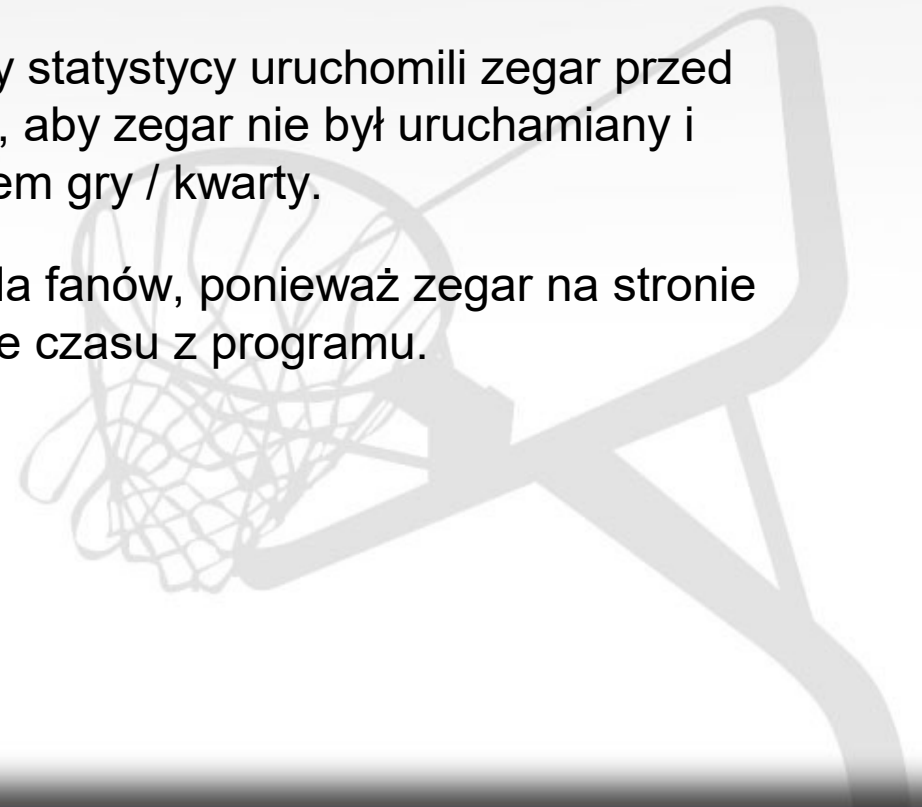 y statystycy uruchomili zegar przed
, aby zegar nie był uruchamiany i
em gry / kwarty.
la fanów, ponieważ zegar na stronie
e czasu z programu.